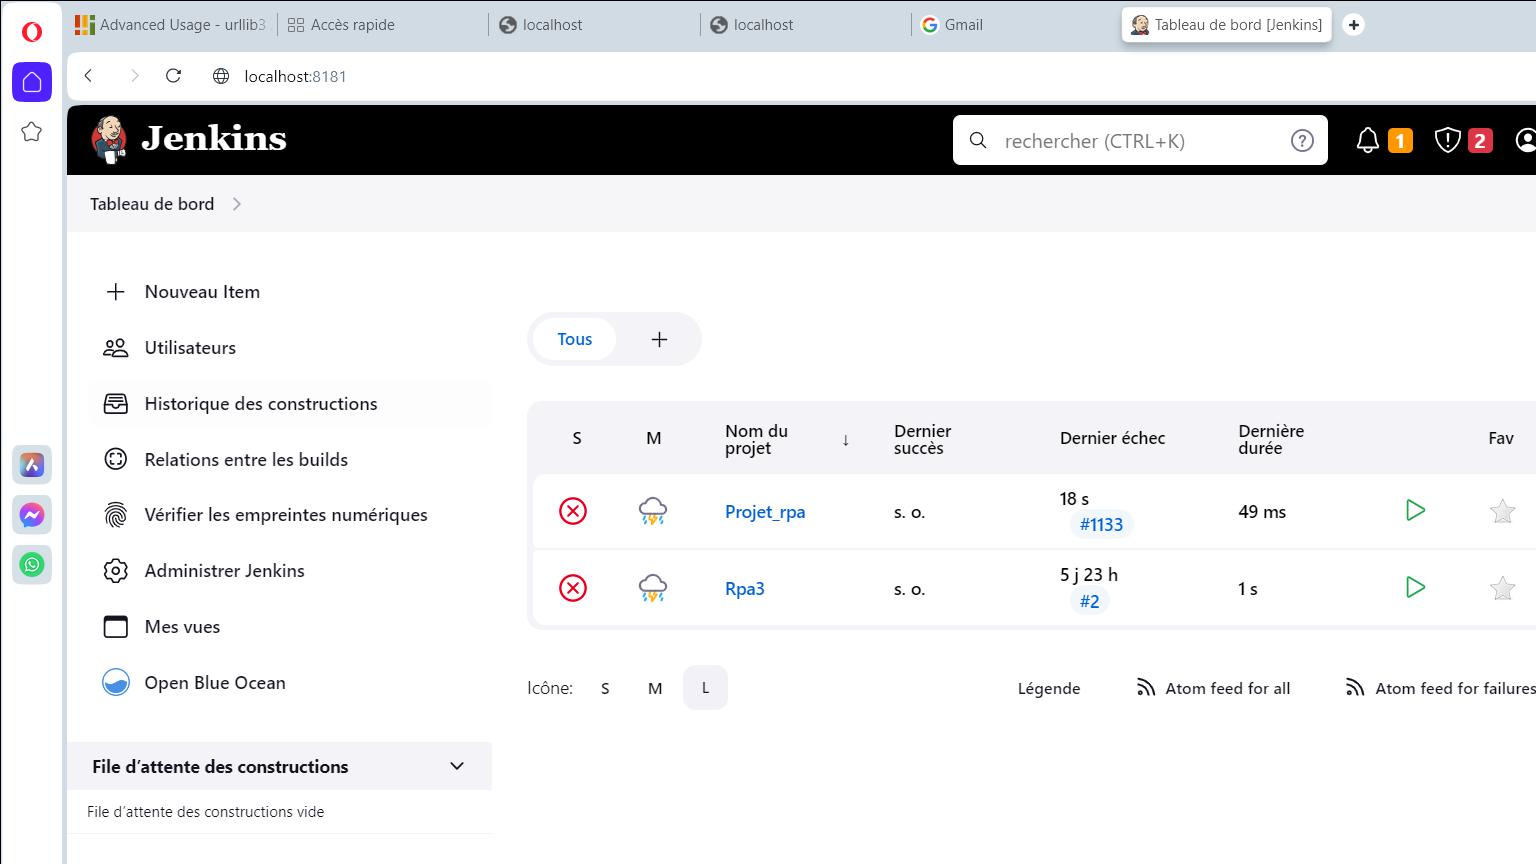 Advanced Usage - urllib3
Accès rapide
localhost
localhost
Gmail
Tableau de bord [Jenkins]
localhost:8181
Jenkins
rechercher (CTRL+K)
1
2
Tableau de bord
Nouveau Item
Utilisateurs
Historique des constructions
Relations entre les builds
Vérifier les empreintes numériques
Administrer Jenkins
Mes vues
Open Blue Ocean
File d'attente des constructions
File d'attente des constructions vide
Tous
S M Nom du projet ↓ Dernier succès Dernier échec Dernière durée Fav
Projet_rpa s. o. 18 s #1133 49 ms
Rpa3 s. o. 5 j 23 h #2 1 s
Icône: S M L
Légende
Atom feed for all
Atom feed for failures